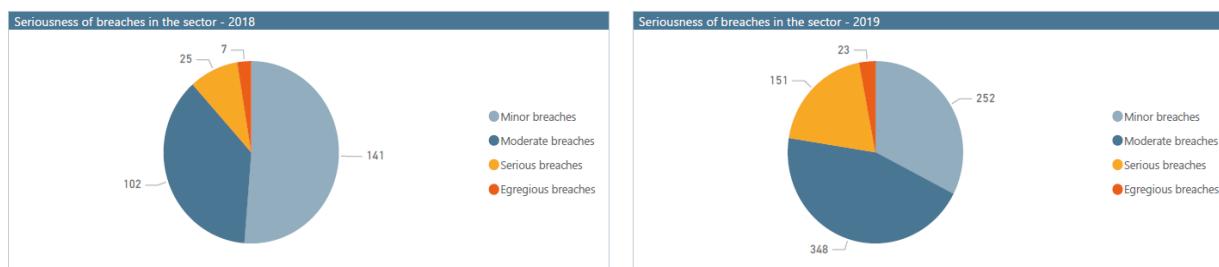 Seriousness of breaches in the sector - 2018
7
25
141
102
Minor breaches
Moderate breaches
Serious breaches
Egregious breaches
Seriousness of breaches in the sector - 2019
23
151
252
348
Minor breaches
Moderate breaches
Serious breaches
Egregious breaches